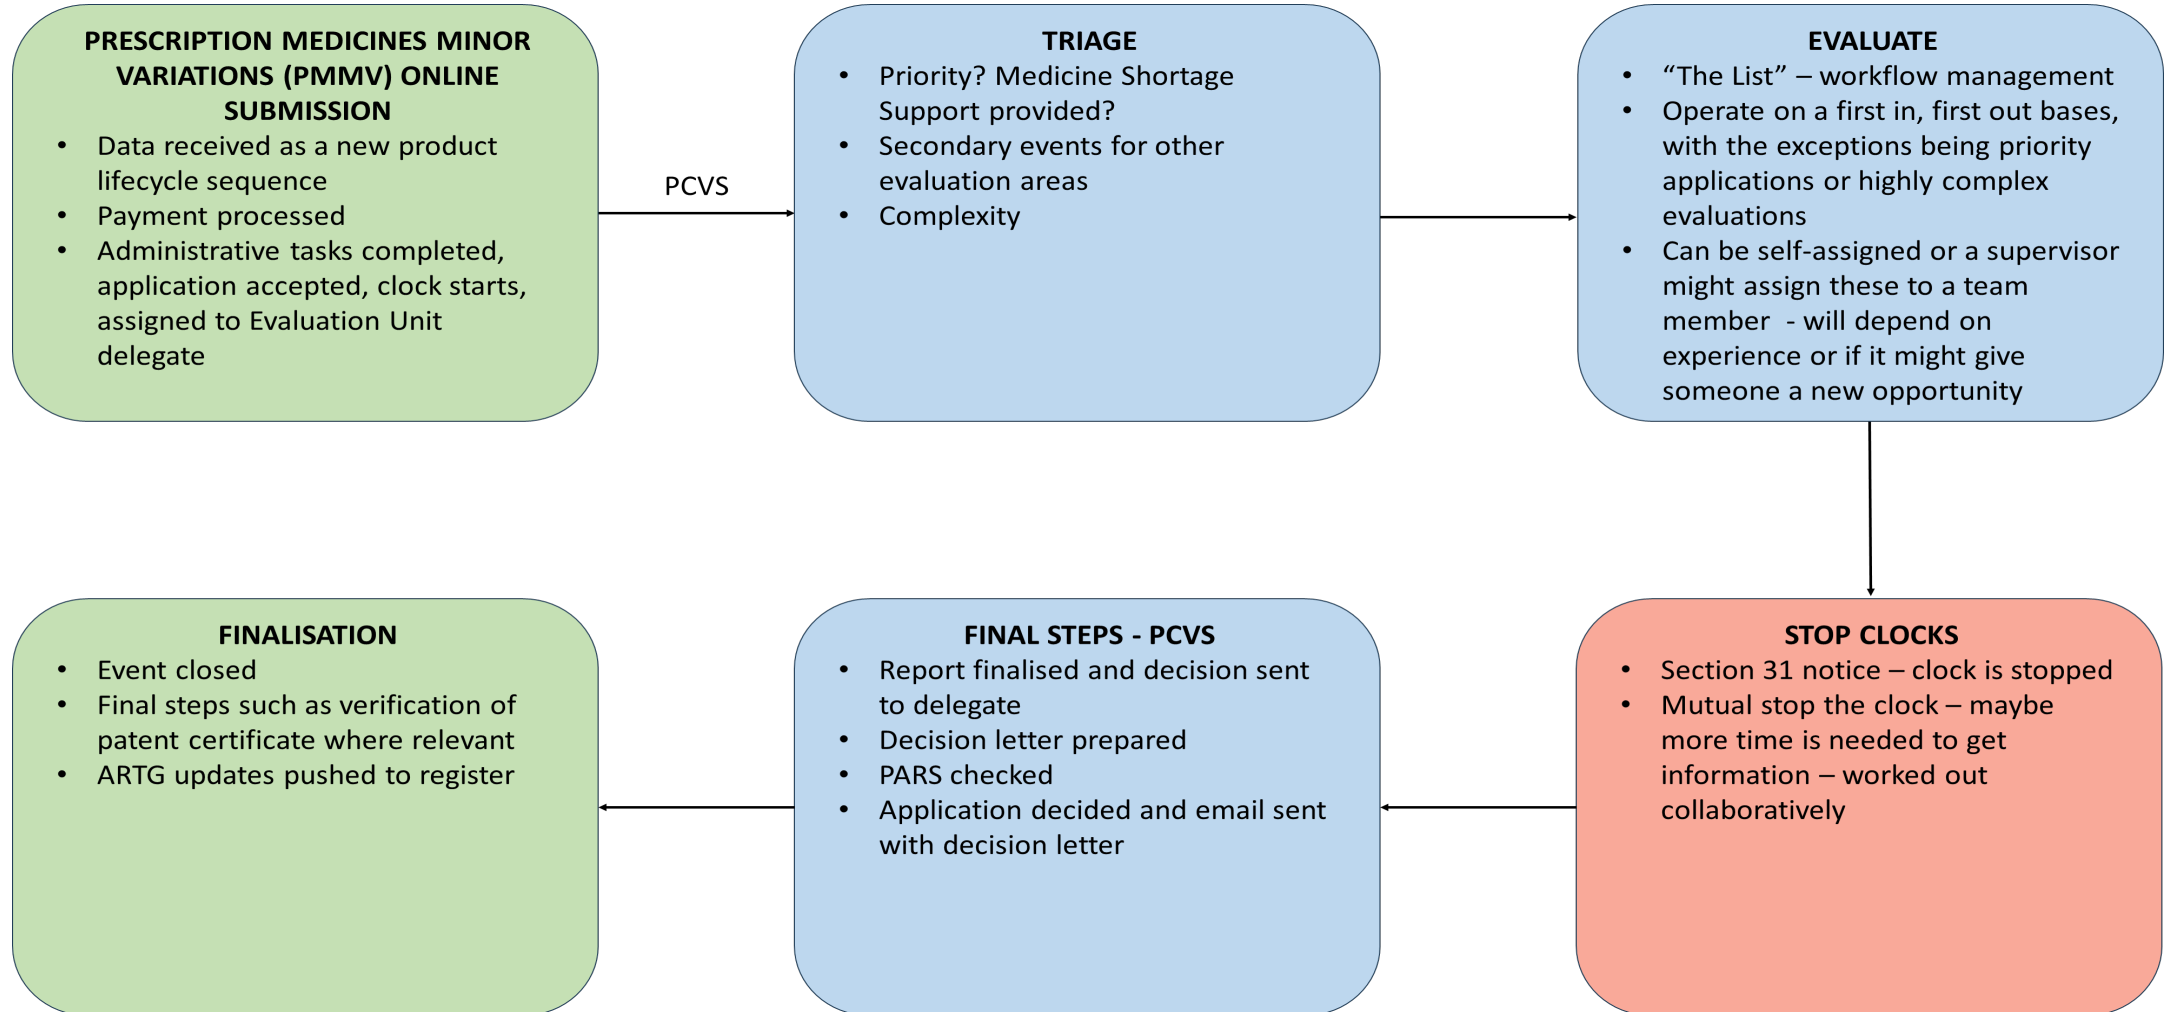 PRESCRIPTION MEDICINES MINOR
VARIATIONS (PMMV) ONLINE
SUBMISSION
• Data received as a new product
lifecycle sequence
• Payment processed
• Administrative tasks completed,
application accepted, clock starts,
assigned to Evaluation Unit
delegate
PCVS
TRIAGE
• Priority? Medicine Shortage
Support provided?
• Secondary events for other
evaluation areas
• Complexity
EVALUATE
• “The List” – workflow management
• Operate on a first in, first out bases,
with the exceptions being priority
applications or highly complex
evaluations
• Can be self-assigned or a supervisor
might assign these to a team
member  - will depend on
experience or if it might give
someone a new opportunity
STOP CLOCKS
• Section 31 notice – clock is stopped
• Mutual stop the clock – maybe
more time is needed to get
information – worked out
collaboratively
FINAL STEPS - PCVS
• Report finalised and decision sent
to delegate
• Decision letter prepared
• PARS checked
• Application decided and email sent
with decision letter
FINALISATION
• Event closed
• Final steps such as verification of
patent certificate where relevant
• ARTG updates pushed to register